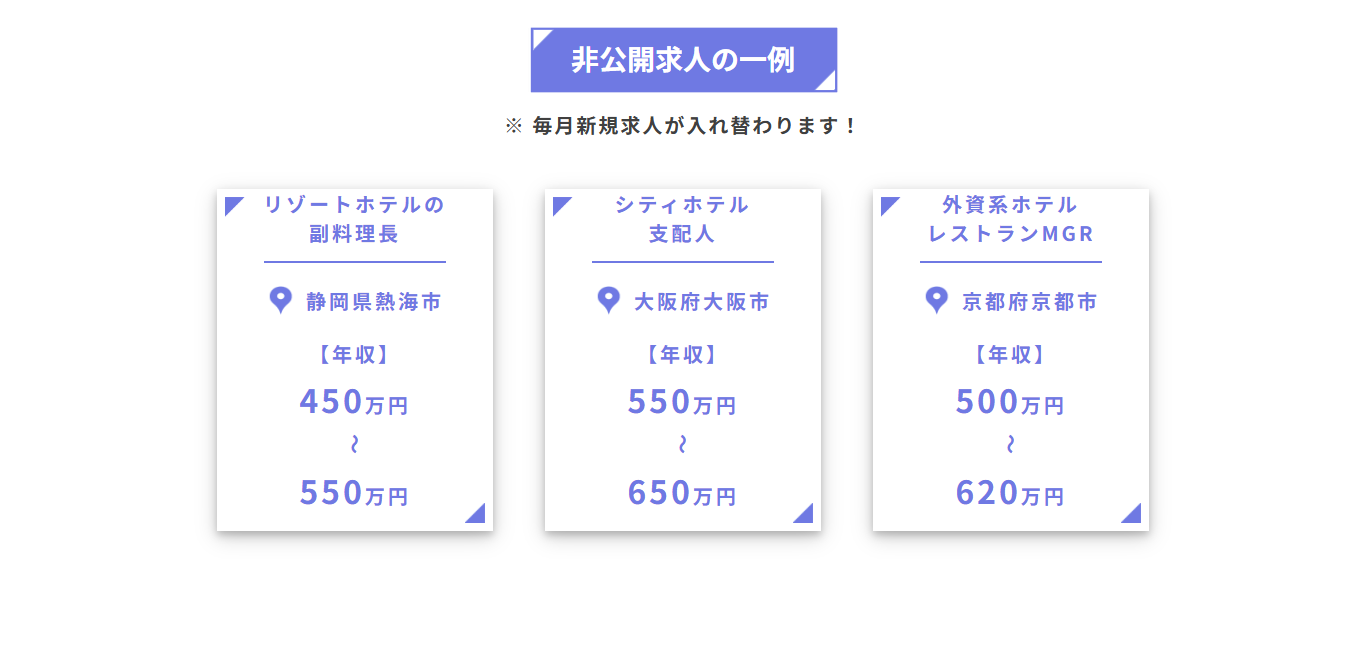 非公開求人の一例
※ 毎月新規求人が入れ替わります！
リゾートホテルの
副料理長
静岡県熱海市
【年収】
450万円
～
550万円
シティホテル
支配人
大阪府大阪市
【年収】
550万円
～
650万円
外資系ホテル
レストランMGR
京都府京都市
【年収】
500万円
～
620万円